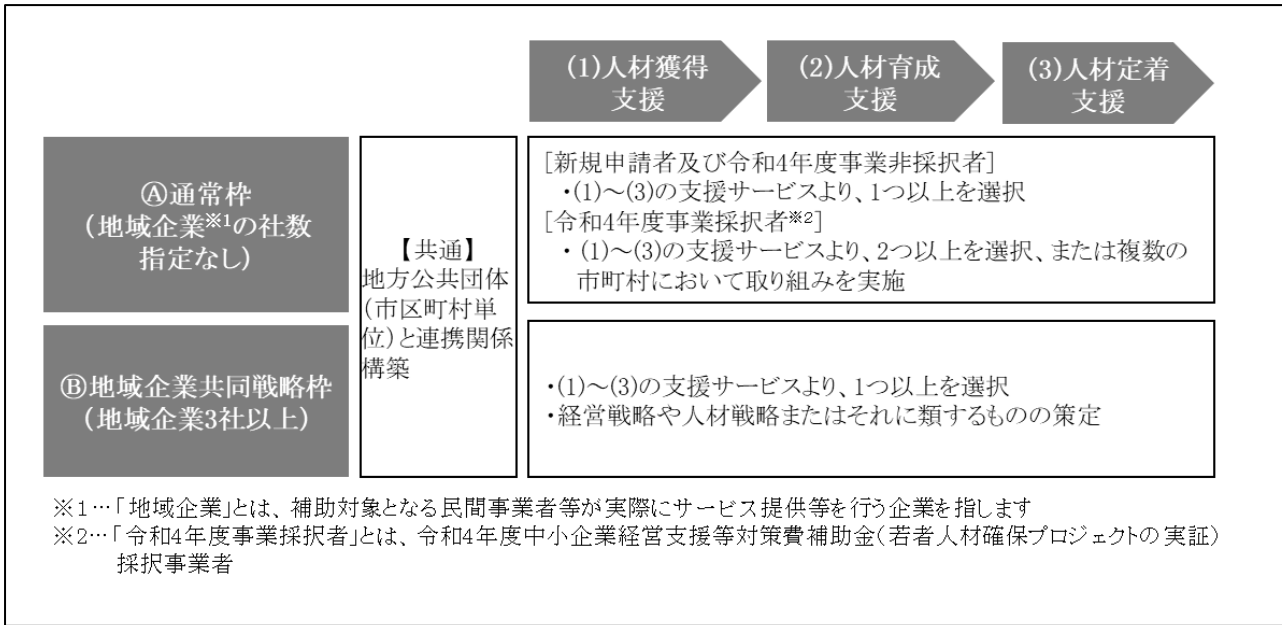 (1)人材獲得
支援
(2)人材育成
支援
(3)人材定着
支援
Ⓐ通常枠
(地域企業※1の社数
指定なし)
【共通】
地方公共団体
(市区町村単
位)と連携関係
構築
[新規申請者及び令和4年度事業非採択者]
・(1)～(3)の支援サービスより、1つ以上を選択
[令和4年度事業採択者※2]
・(1)～(3)の支援サービスより、2つ以上を選択、または複数の
市町村において取り組みを実施
Ⓑ地域企業共同戦略枠
(地域企業3社以上)
・(1)～(3)の支援サービスより、1つ以上を選択
・経営戦略や人材戦略またはそれに類するものの策定
※1…「地域企業」とは、補助対象となる民間事業者等が実際にサービス提供等を行う企業を指します
※2…「令和4年度事業採択者」とは、令和4年度中小企業経営支援等対策費補助金(若者人材確保プロジェクトの実証)
採択事業者